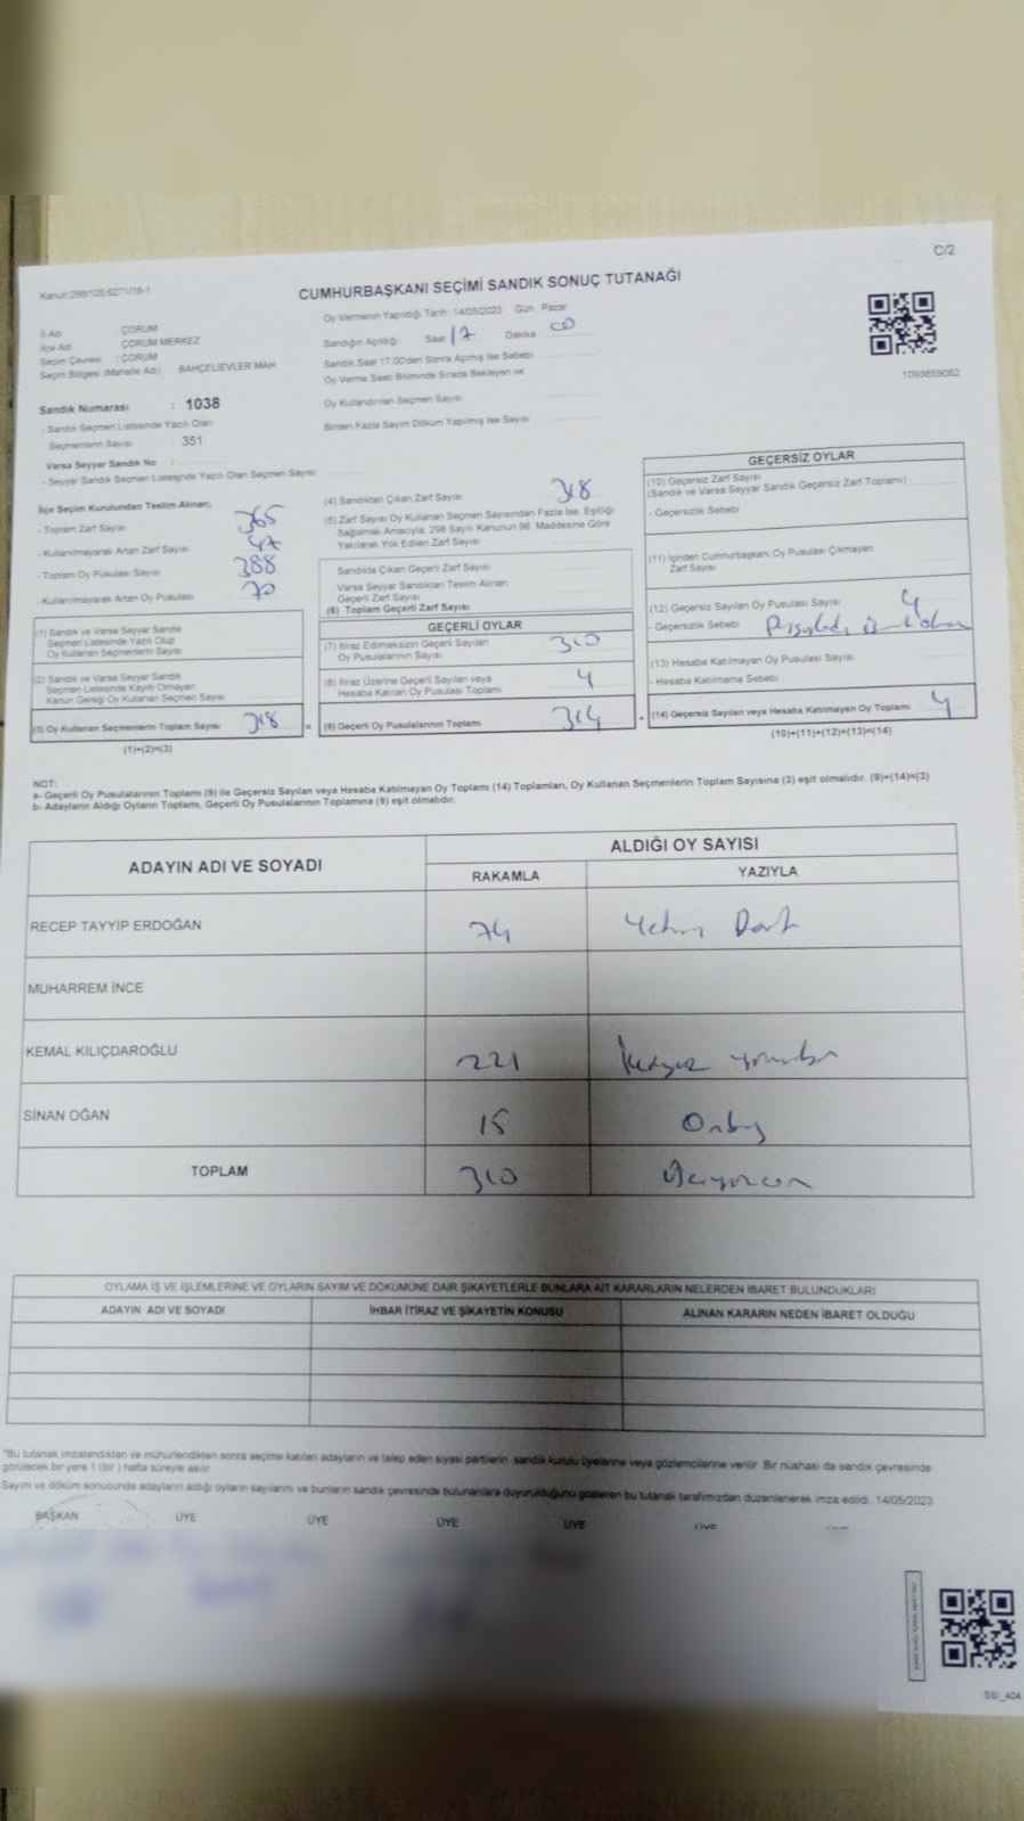 C/2
CUMHURBAŞKANI SEÇİMİ SANDIK SONUÇ TUTANAĞI
Oy Vermenin Yapıldığı Tarih: 14/05/2023 Gün: Pazar
İl Adı : ÇORUM
İlçe Adı : ÇORUM MERKEZ
Seçim Çevresi : ÇORUM
Seçim Bölgesi (Mahalle Adı) : BAHÇELİEVLER MAH.
Sandığın Açıldığı Saat 17 Dakika 00
Sandık Saat 17.00'den Sonra Açılmış İse Sebebi
Oy Verme Saati Bitiminde Sırada Bekleyen ve
Oy Kullandırılan Seçmen Sayısı
Birden Fazla Sayım Döküm Yapılmış İse Sayısı
Sandık Numarası : 1038
- Sandık Seçmen Listesinde Yazılı Olan
Seçmenlerin Sayısı 351
Varsa Seyyar Sandık No :
- Seyyar Sandık Seçmen Listesinde Yazılı Olan Seçmen Sayısı
İlçe Seçim Kurulundan Teslim Alınan;
- Toplam Zarf Sayısı 365
- Kullanılmayarak Artan Zarf Sayısı 47
- Toplam Oy Pusulası Sayısı 388
- Kullanılmayarak Artan Oy Pusulası 70
(1) Sandık ve Varsa Seyyar Sandık
Seçmen Listesinde Yazılı Olup
Oy Kullanan Seçmenlerin Sayısı
(2) Sandık ve Varsa Seyyar Sandık
Seçmen Listesinde Kayıtlı Olmayan
Kanun Gereği Oy Kullanan Seçmen Sayısı
(3) Oy Kullanan Seçmenlerin Toplam Sayısı 318
(1)+(2)=(3)
(4) Sandıktan Çıkan Zarf Sayısı 318
(5) Zarf Sayısı Oy Kullanan Seçmen Sayısından Fazla İse, Eşitliği
Sağlamak Amacıyla, 298 Sayılı Kanunun 98. Maddesine Göre
Yakılarak Yok Edilen Zarf Sayısı
Sandıkta Çıkan Geçerli Zarf Sayısı
Varsa Seyyar Sandıktan Teslim Alınan
Geçerli Zarf Sayısı
(6) Toplam Geçerli Zarf Sayısı
GEÇERLİ OYLAR
(7) İtiraz Edilmeksizin Geçerli Sayılan
Oy Pusulalarının Sayısı 310
(8) İtiraz Üzerine Geçerli Sayılan veya
Hesaba Katılan Oy Pusulası Toplamı 4
(9) Geçerli Oy Pusulalarının Toplamı 314
GEÇERSİZ OYLAR
(10) Geçersiz Zarf Sayısı
(Sandık ve Varsa Seyyar Sandık Geçersiz Zarf Toplamı)
- Geçersizlik Sebebi
(11) İçinden Cumhurbaşkanı Oy Pusulası Çıkmayan
Zarf Sayısı
(12) Geçersiz Sayılan Oy Pusulası Sayısı 4
- Geçersizlik Sebebi
(13) Hesaba Katılmayan Oy Pusulası Sayısı
- Hesaba Katılmama Sebebi
(14) Geçersiz Sayılan veya Hesaba Katılmayan Oy Toplamı 4
(10)+(11)+(12)+(13)=(14)
NOT:
a- Geçerli Oy Pusulalarının Toplamı (9) ile Geçersiz Sayılan veya Hesaba Katılmayan Oy Toplamı (14) Toplamları, Oy Kullanan Seçmenlerin Toplam Sayısına (3) eşit olmalıdır. (9)+(14)=(3)
b- Adayların Aldığı Oyların Toplamı, Geçerli Oy Pusulalarının Toplamına (9) eşit olmalıdır.
ADAYIN ADI VE SOYADI
ALDIĞI OY SAYISI
RAKAMLA YAZIYLA
RECEP TAYYİP ERDOĞAN 74 Yetmiş Dört
MUHARREM İNCE
KEMAL KILIÇDAROĞLU 221 İkiyüz yirmibir
SİNAN OĞAN 15 Onbeş
TOPLAM 310 Üçyüzon
OYLAMA İŞ VE İŞLEMLERİNE VE OYLARIN SAYIM VE DÖKÜMÜNE DAİR ŞİKAYETLERLE BUNLARA AİT KARARLARIN NELERDEN İBARET BULUNDUKLARI
ADAYIN ADI VE SOYADI İHBAR İTİRAZ VE ŞİKAYETİN KONUSU ALINAN KARARIN NEDEN İBARET OLDUĞU
"Bu tutanak imzalandıktan ve mühürlendikten sonra seçime katılan adayların ve talep eden siyasi partilerin sandık kurulu üyelerine veya gözlemcilerine verilir. Bir nüshası da sandık çevresinde
görülecek bir yere 1 (bir) hafta süreyle asılır.
Sayım ve döküm sonucunda adayların aldığı oyların sayılarını ve bunların sandık çevresinde bulunanlara duyurulduğunu gösteren bu tutanak tarafımızdan düzenlenerek imza edildi. 14/05/2023
BAŞKAN ÜYE ÜYE ÜYE ÜYE ÜYE